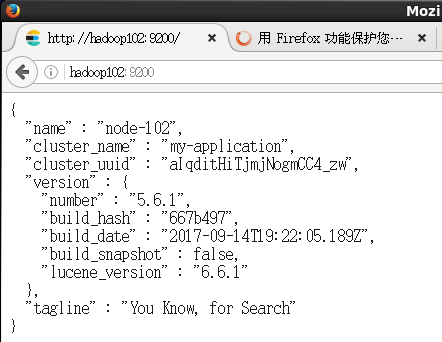 Mozi
http://hadoop102:9200/
用 Firefox 功能保护您…
hadoop102:9200
{
"name" : "node-102",
"cluster_name" : "my-application",
"cluster_uuid" : "aIqditHiTjmjNogmCC4_zw",
"version" : {
"number" : "5.6.1",
"build_hash" : "667b497",
"build_date" : "2017-09-14T19:22:05.189Z",
"build_snapshot" : false,
"lucene_version" : "6.6.1"
},
"tagline" : "You Know, for Search"
}